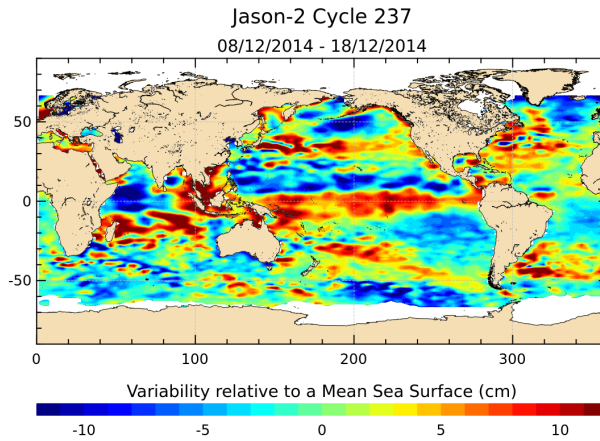 Jason-2 Cycle 237
08/12/2014 - 18/12/2014
50
0
-50
0 100 200 300
Variability relative to a Mean Sea Surface (cm)
-10 -5 0 5 10